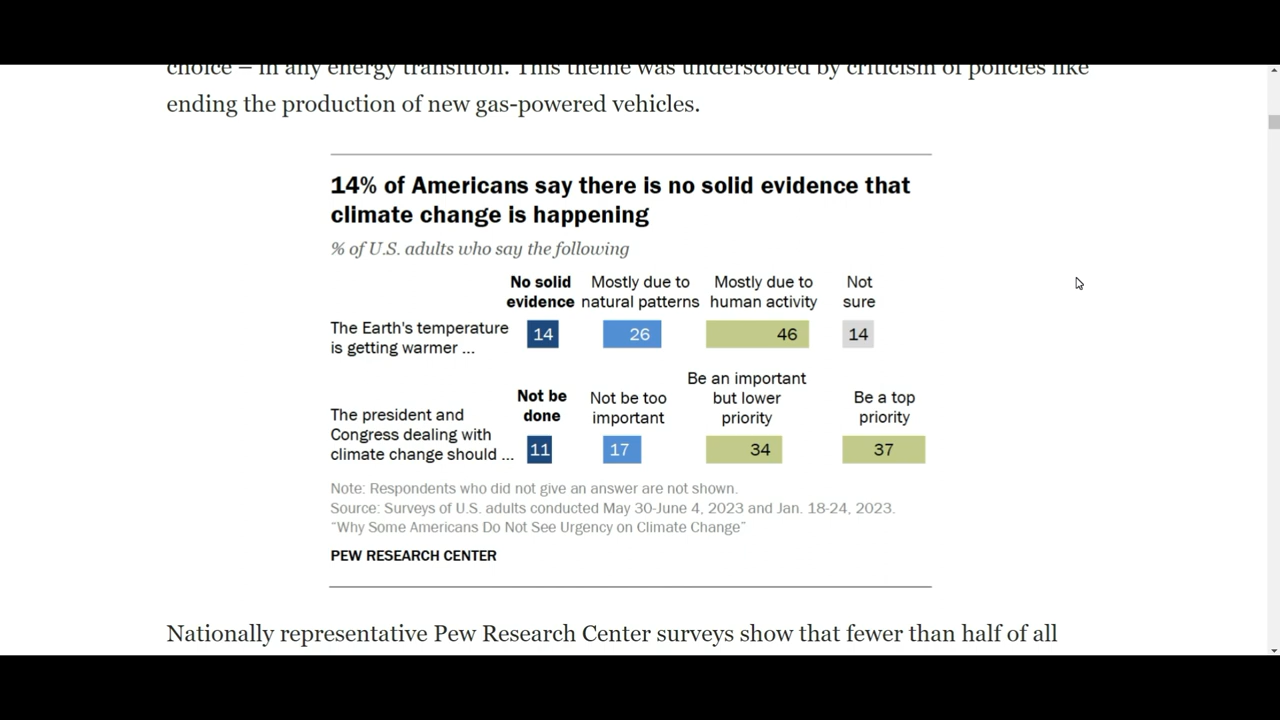 choice – in any energy transition. This theme was underscored by criticism of policies like
ending the production of new gas-powered vehicles.
14% of Americans say there is no solid evidence that
climate change is happening
% of U.S. adults who say the following
No solid evidence
Mostly due to natural patterns
Mostly due to human activity
Not sure
The Earth's temperature is getting warmer ...
14 26 46 14
Not be done
Not be too important
Be an important but lower priority
Be a top priority
The president and Congress dealing with climate change should ...
11 17 34 37
Note: Respondents who did not give an answer are not shown.
Source: Surveys of U.S. adults conducted May 30-June 4, 2023 and Jan. 18-24, 2023.
"Why Some Americans Do Not See Urgency on Climate Change"
PEW RESEARCH CENTER
Nationally representative Pew Research Center surveys show that fewer than half of all